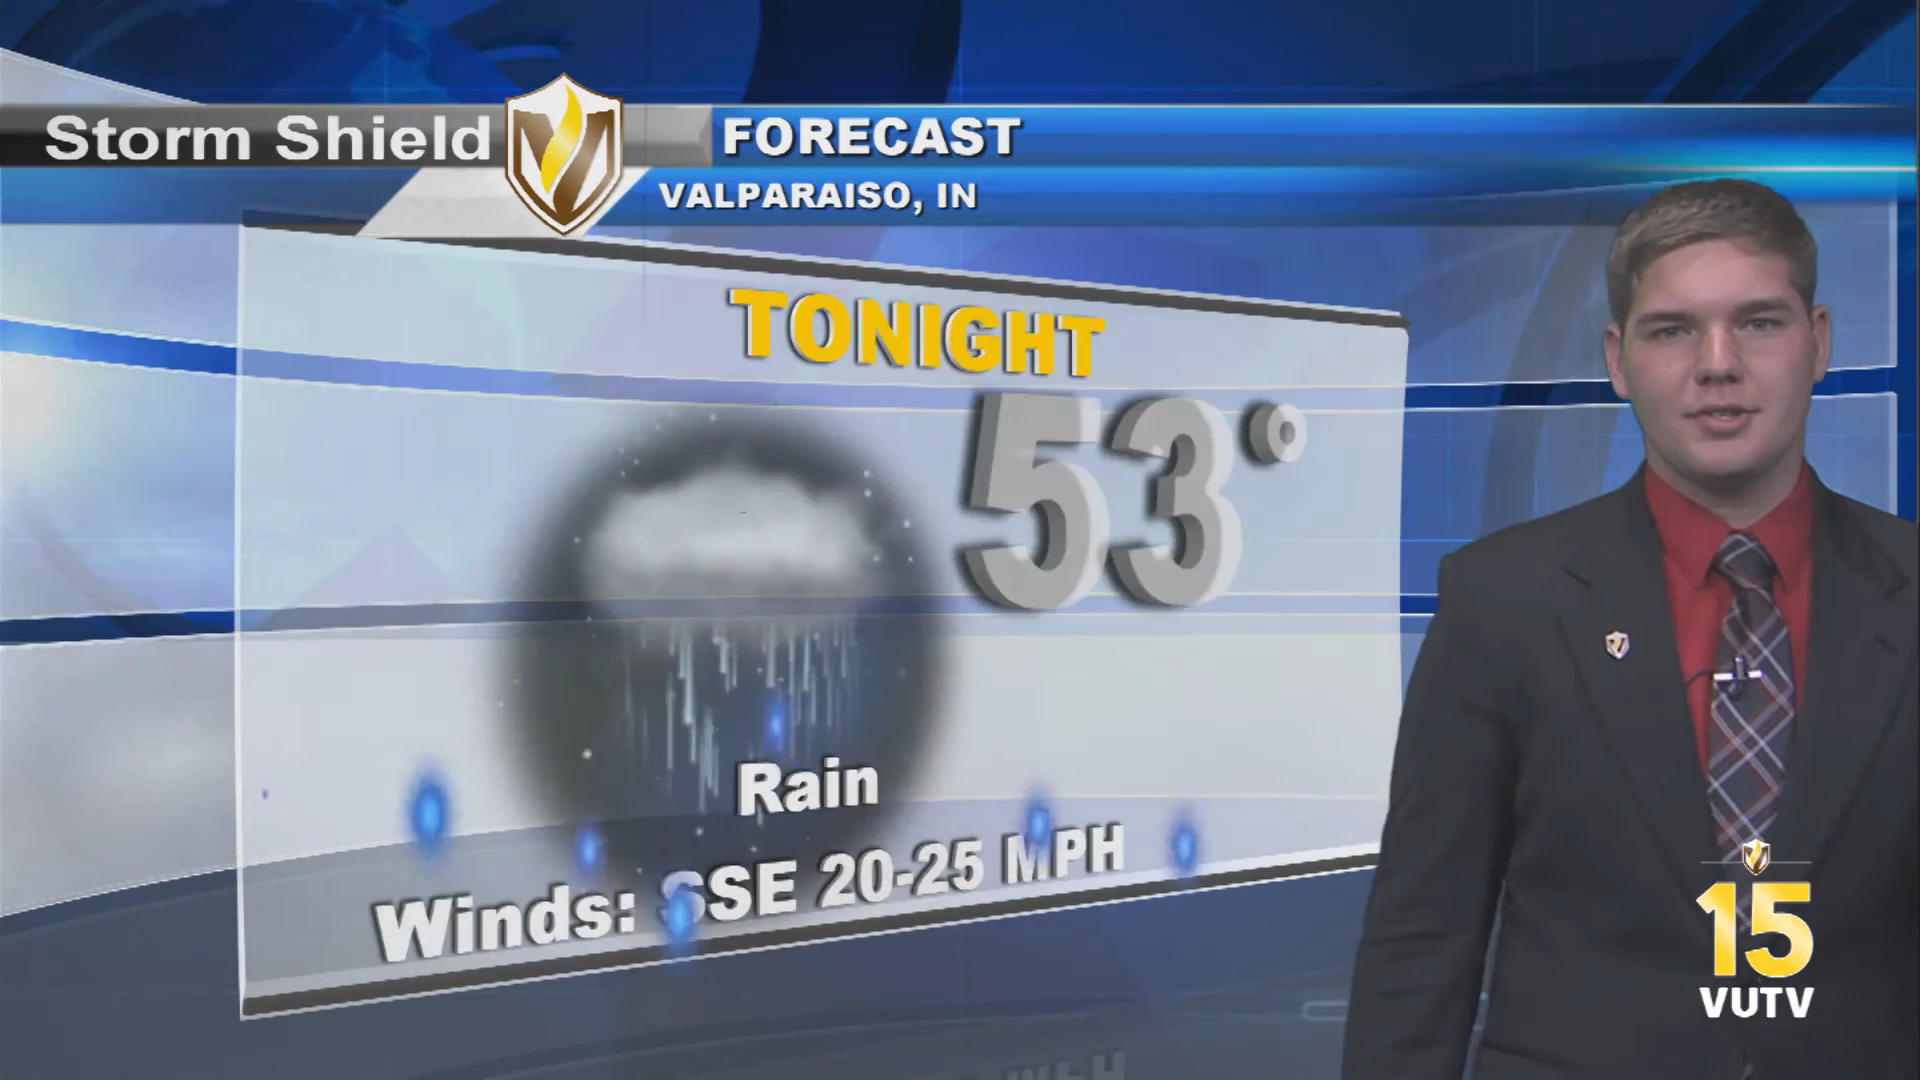 Storm Shield
FORECAST
VALPARAISO, IN
TONIGHT
53°
Rain
Winds: SSE 20-25 MPH
15
VUTV